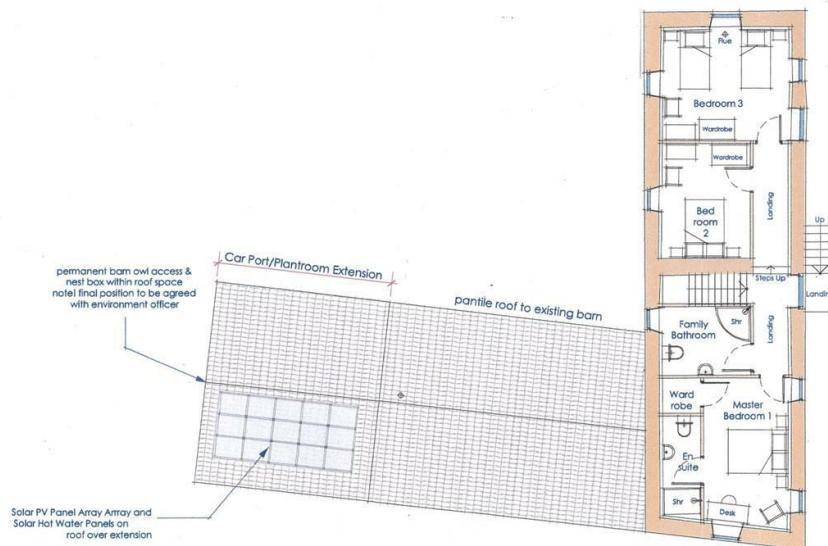 Flue
Bedroom 3
Wardrobe
Wardrobe
Bed
room
2
Landing
Up
Steps Up
Landing
Car Port/Plantroom Extension
permanent barn owl access &
nest box within roof space
note! final position to be agreed
with environment officer
pantile roof to existing barn
Family
Bathroom
Shr
Landing
Ward
robe
Master
Bedroom 1
En
suite
Shr
Desk
Solar PV Panel Array Arrray and
Solar Hot Water Panels on
roof over extension